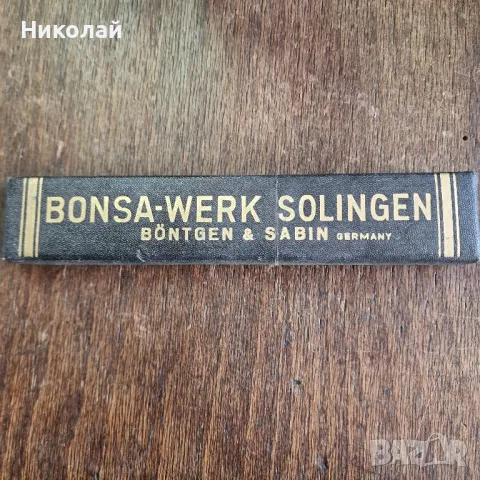 Николай
BONSA-WERK SOLINGEN
BÖNTGEN & SABIN GERMANY
BAZAR